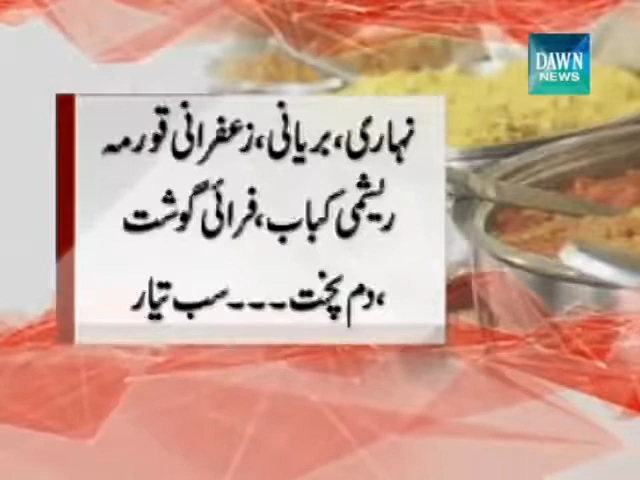 DAWN
NEWS
نہاری، بریانی، زعفرانی قورمہ
ریشمی کباب، فرائی گوشت
،دم پخت۔۔۔سب تیار